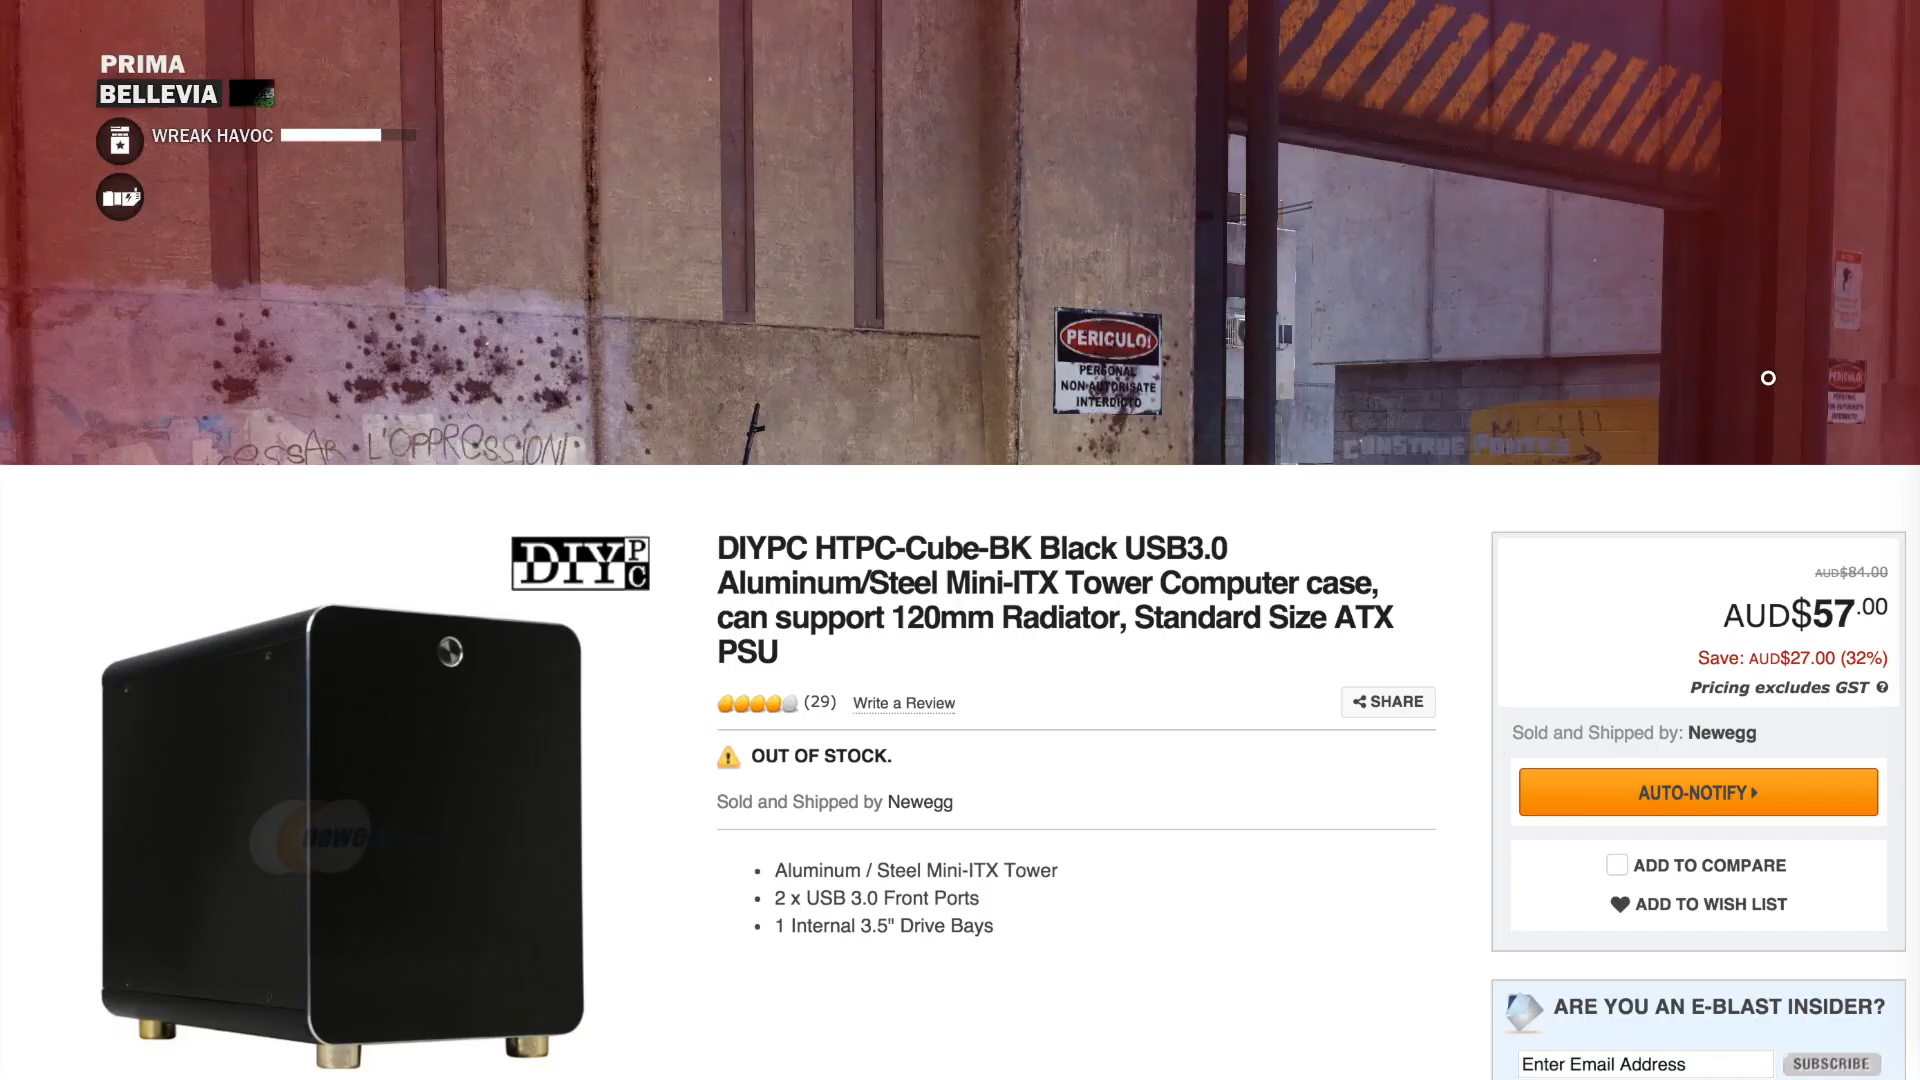 PRIMA
BELLEVIA
WREAK HAVOC
PERICULO!
PERSONAL
NON AUTORISATE
INTERDICTO
PERICULO!
CESSAR L'OPPRESSION!
CONSTRUE PONTES
DIYPC
DIYPC HTPC-Cube-BK Black USB3.0
Aluminum/Steel Mini-ITX Tower Computer case,
can support 120mm Radiator, Standard Size ATX
PSU
(29) Write a Review
SHARE
OUT OF STOCK.
Sold and Shipped by Newegg
Aluminum / Steel Mini-ITX Tower
2 x USB 3.0 Front Ports
1 Internal 3.5" Drive Bays
AUD$84.00
AUD$57.00
Save: AUD$27.00 (32%)
Pricing excludes GST
Sold and Shipped by: Newegg
AUTO-NOTIFY
ADD TO COMPARE
ADD TO WISH LIST
ARE YOU AN E-BLAST INSIDER?
Enter Email Address
SUBSCRIBE